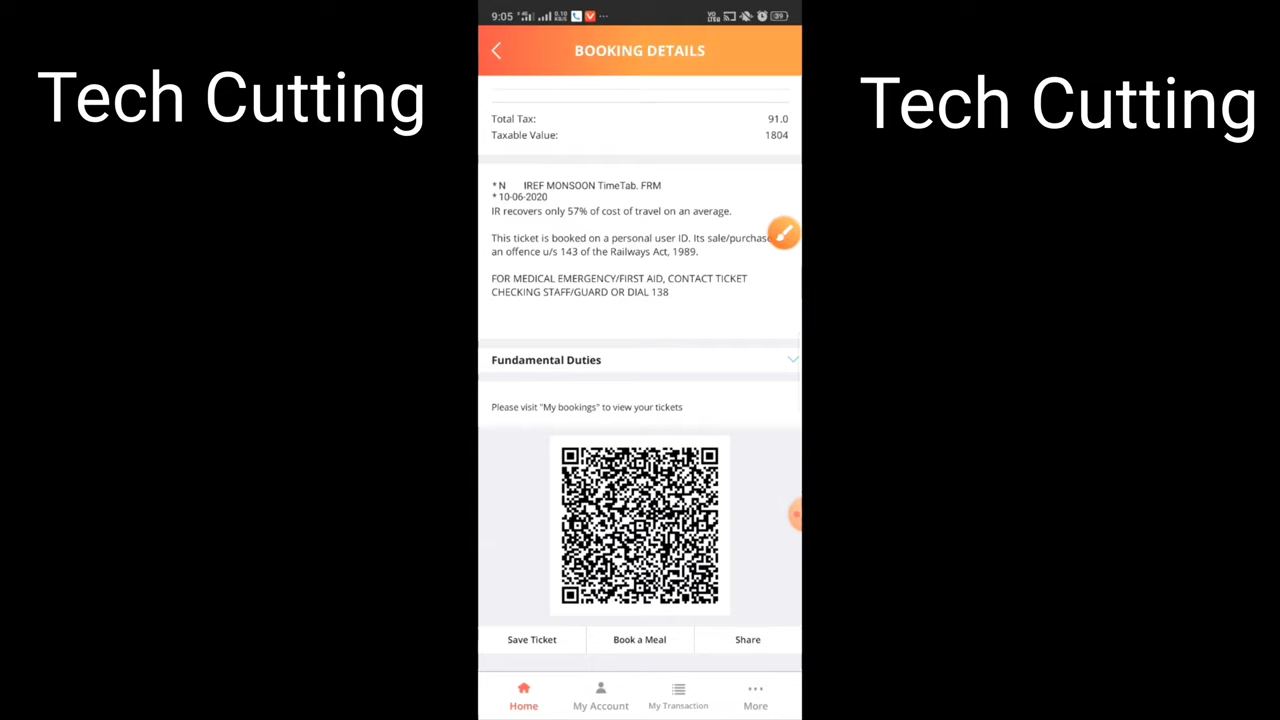 Tech Cutting
Tech Cutting
9:05
39
BOOKING DETAILS
Total Tax: 91.0
Taxable Value: 1804
* N IREF MONSOON TimeTab. FRM
* 10-06-2020
IR recovers only 57% of cost of travel on an average.
This ticket is booked on a personal user ID. Its sale/purchase
an offence u/s 143 of the Railways Act, 1989.
FOR MEDICAL EMERGENCY/FIRST AID, CONTACT TICKET
CHECKING STAFF/GUARD OR DIAL 138
Fundamental Duties
Please visit "My bookings" to view your tickets
Save Ticket Book a Meal Share
Home My Account My Transaction More